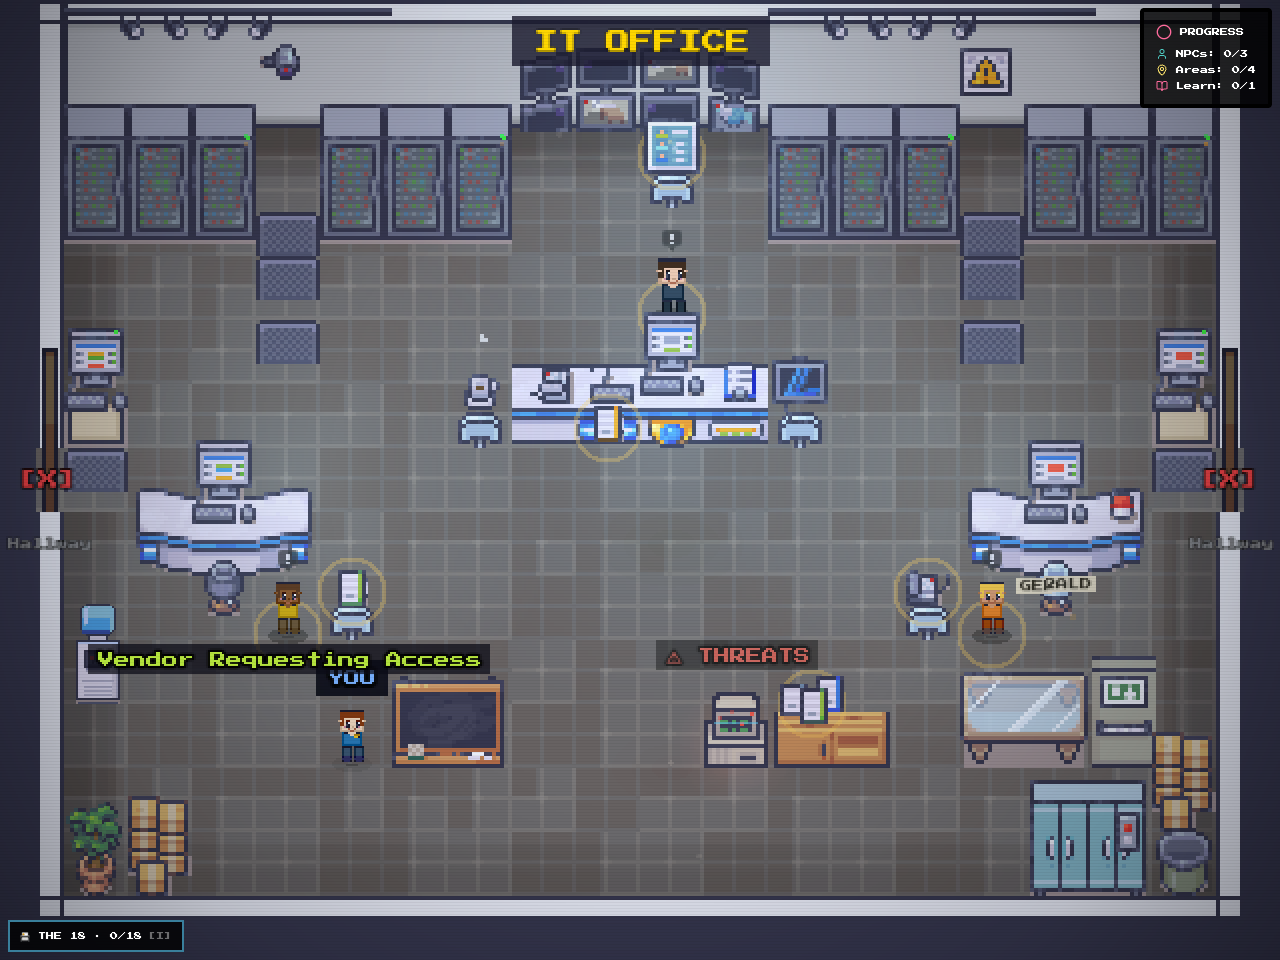 IT OFFICE
PROGRESS
NPCs: 0/3
Areas: 0/4
Learn: 0/1
[X]
[X]
Hallway
Hallway
GERALD
Vendor Requesting Access
THREATS
YOU
THE 18 · 0/18 [I]